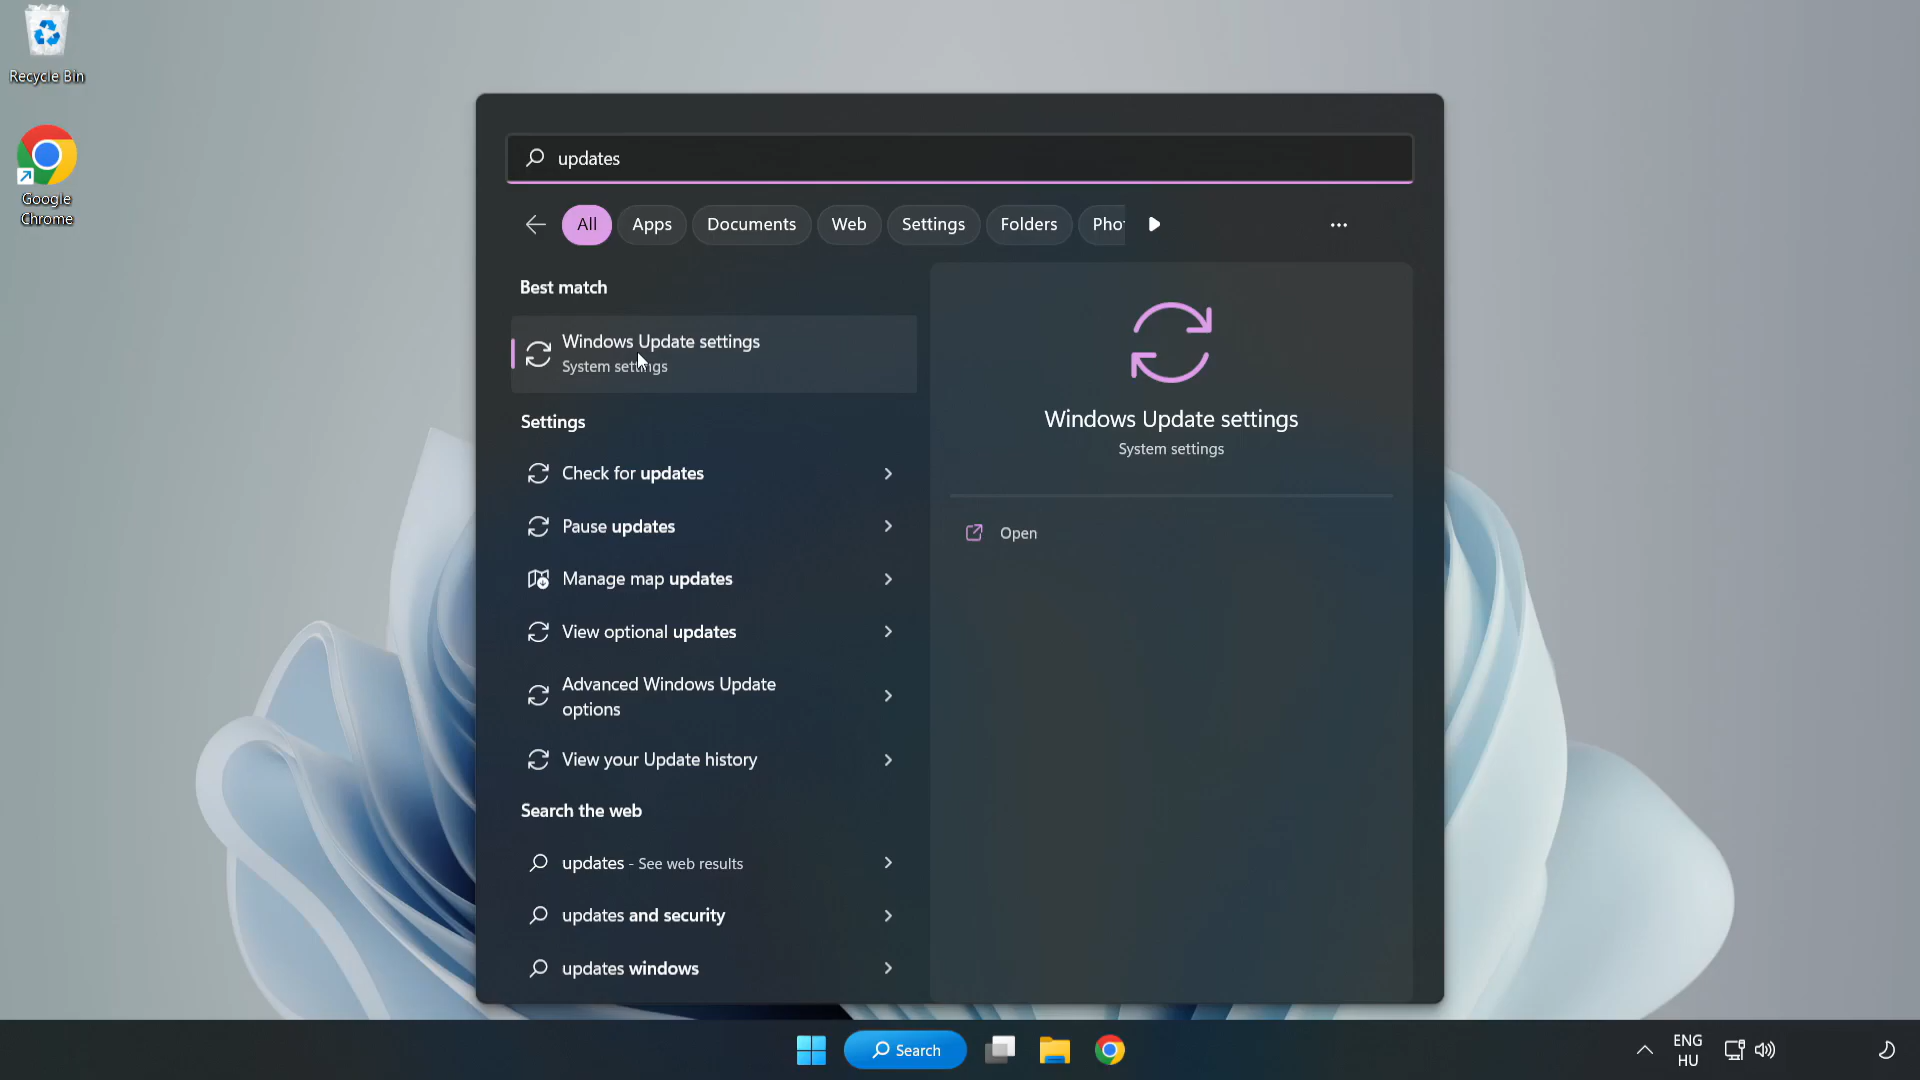 Recycle Bin
Google
Chrome
updates
All
Apps
Documents
Web
Settings
Folders
Pho
Best match
Windows Update settings
System settings
Settings
Check for updates
Pause updates
Manage map updates
View optional updates
Advanced Windows Update
options
View your Update history
Search the web
updates - See web results
updates and security
updates windows
Windows Update settings
System settings
Open
Search
ENG
HU